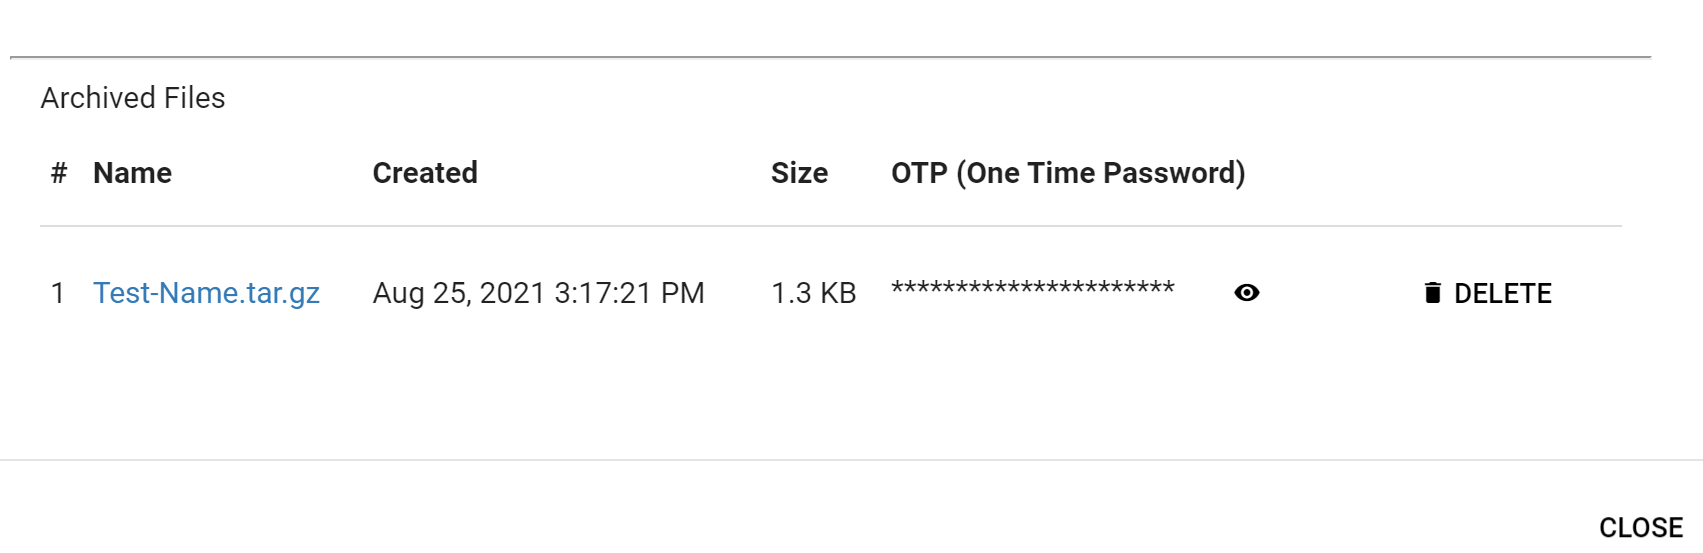 Archived Files
# Name Created Size OTP (One Time Password)
1 Test-Name.tar.gz Aug 25, 2021 3:17:21 PM 1.3 KB ********************** DELETE
CLOSE